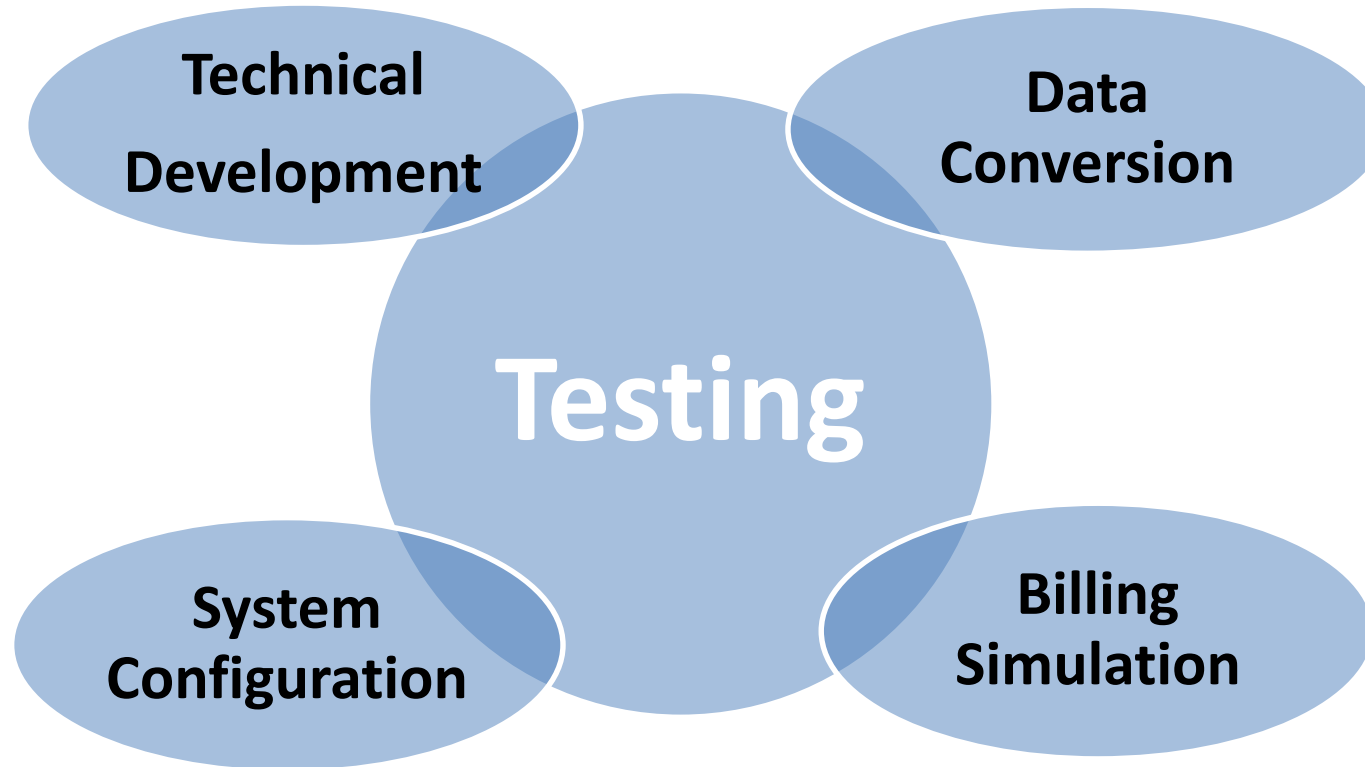 Technical
Development
Data
Conversion
Testing
System
Configuration
Billing
Simulation